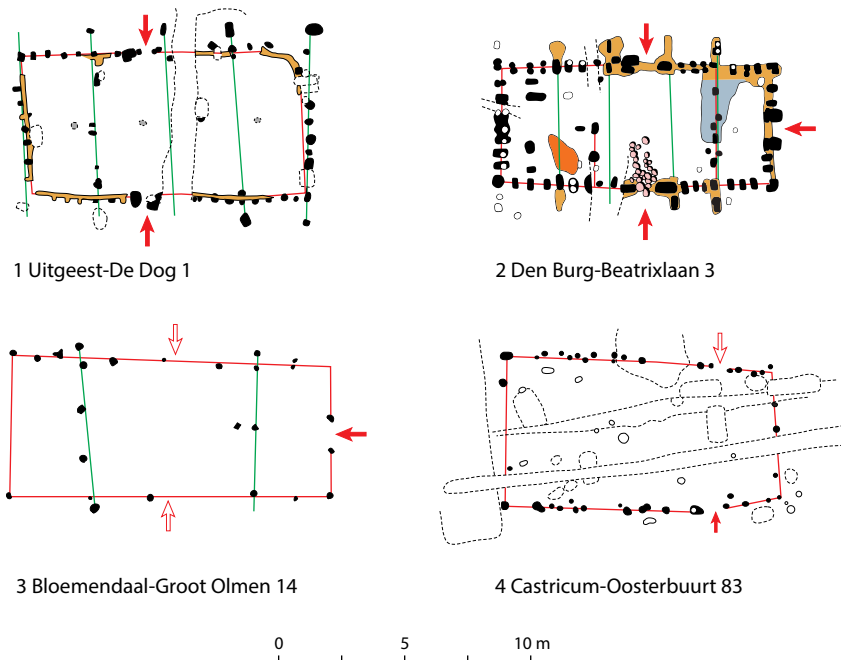 1 Uitgeest-De Dog 1
2 Den Burg-Beatrixlaan 3
3 Bloemendaal-Groot Olmen 14
4 Castricum-Oosterbuurt 83
0 5 10 m